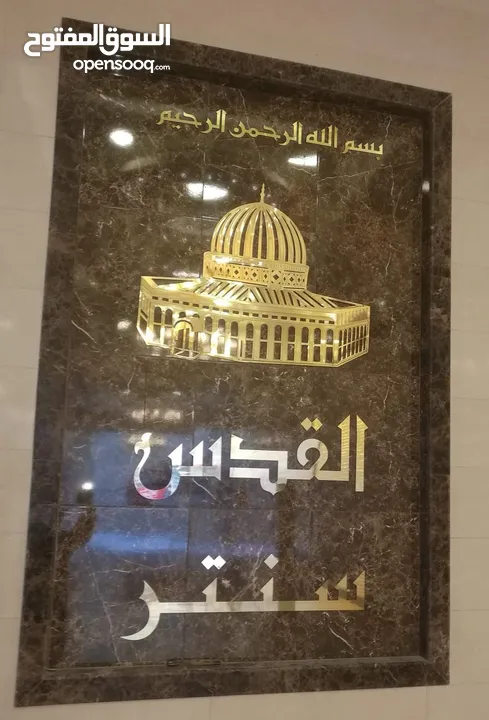 السوق المفتوح
opensooq.com
بسم الله الرحمن الرحيم
القدس
سنتر